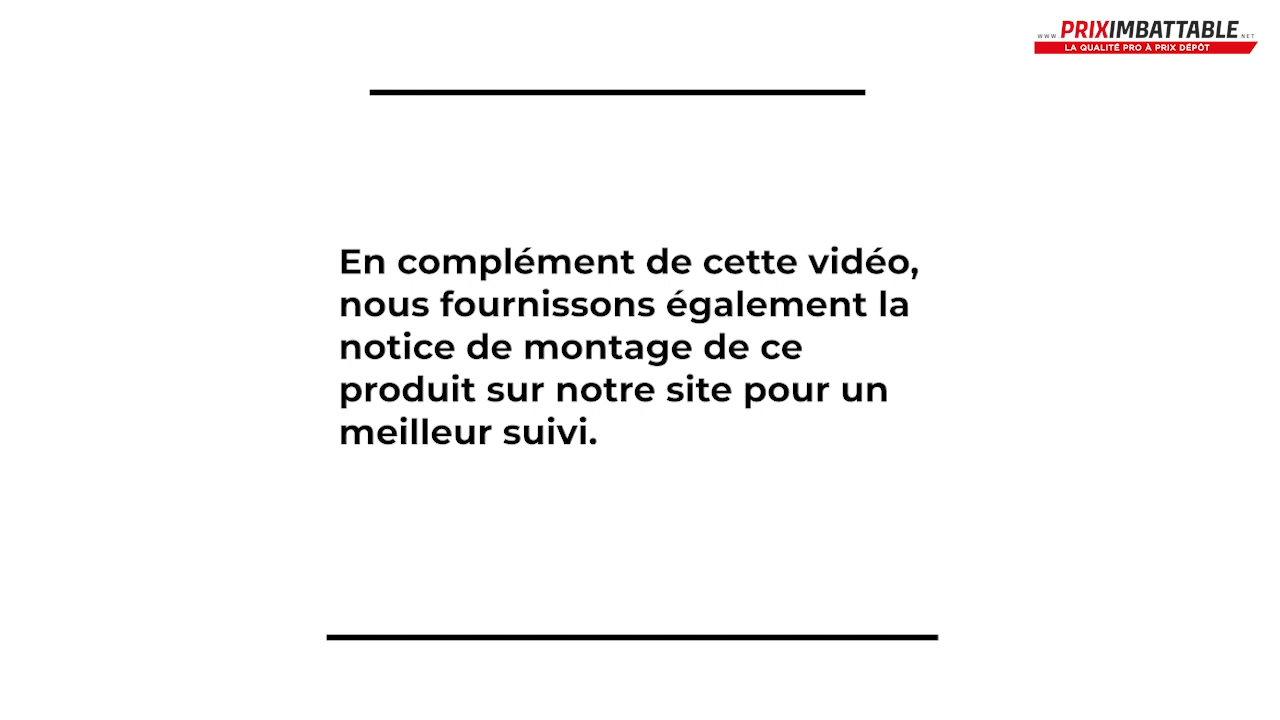 WWW.PRIXIMBATTABLE.NET
LA QUALITÉ PRO À PRIX DÉPÔT
En complément de cette vidéo,
nous fournissons également la
notice de montage de ce
produit sur notre site pour un
meilleur suivi.